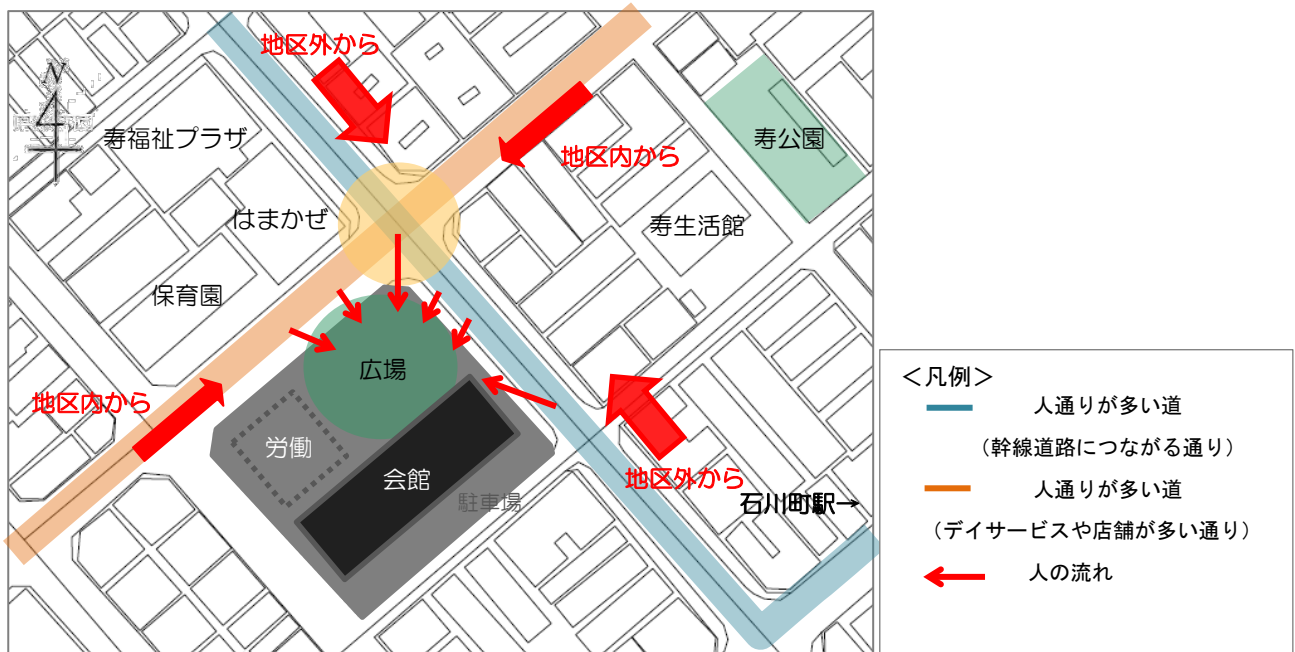 地区外から
N
寿福祉プラザ
寿公園
地区内から
はまかぜ
寿生活館
保育園
広場
地区内から
労働
会館
地区外から
駐車場
石川町駅→
<凡例>
人通りが多い道
(幹線道路につながる通り)
人通りが多い道
(デイサービスや店舗が多い通り)
人の流れ